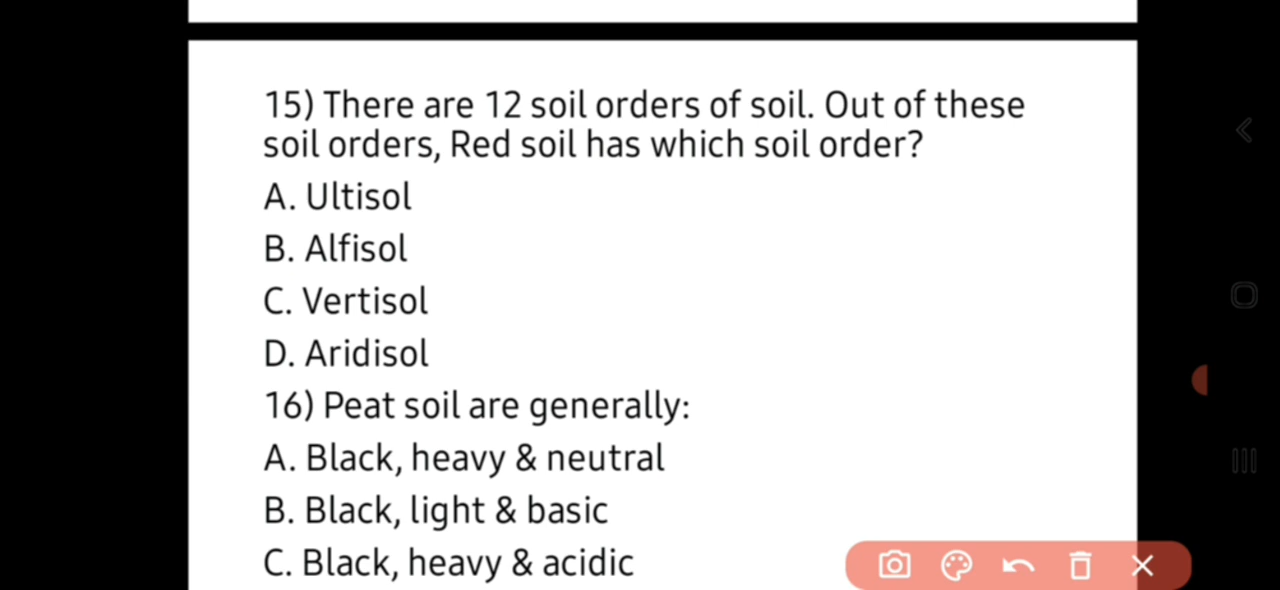 15) There are 12 soil orders of soil. Out of these
soil orders, Red soil has which soil order?
A. Ultisol
B. Alfisol
C. Vertisol
D. Aridisol
16) Peat soil are generally:
A. Black, heavy & neutral
B. Black, light & basic
C. Black, heavy & acidic